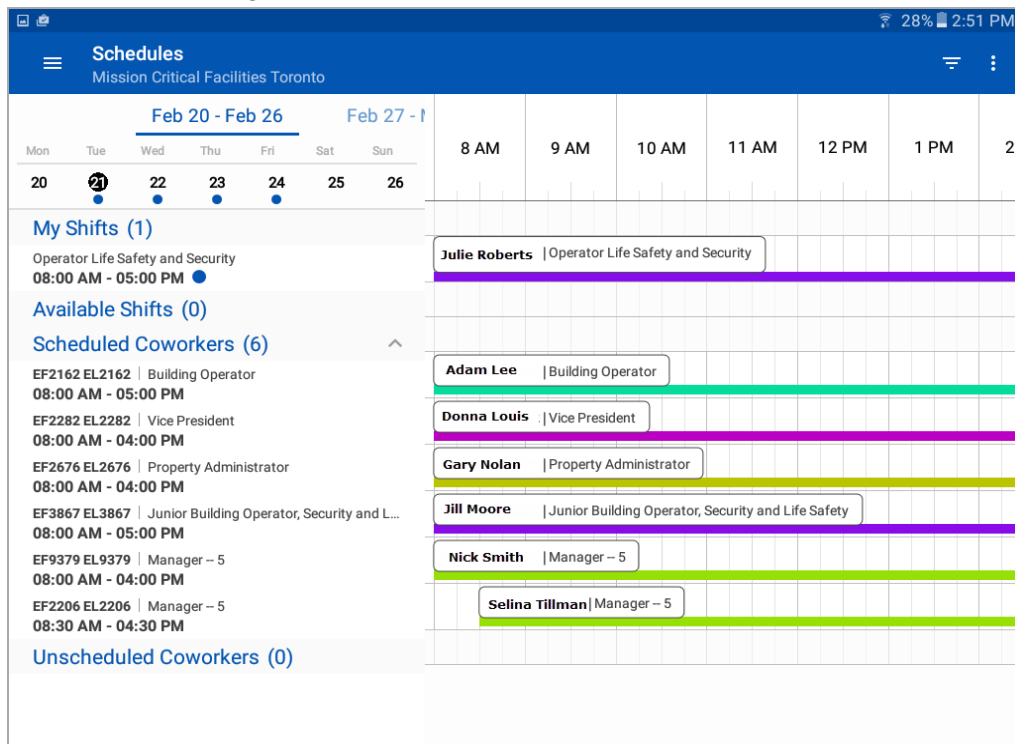 28% 2:51 PM
Schedules
Mission Critical Facilities Toronto
Feb 20 - Feb 26 Feb 27 -
Mon Tue Wed Thu Fri Sat Sun
20 21 22 23 24 25 26
8 AM 9 AM 10 AM 11 AM 12 PM 1 PM 2
My Shifts (1)
Operator Life Safety and Security
08:00 AM - 05:00 PM
Julie Roberts |Operator Life Safety and Security
Available Shifts (0)
Scheduled Coworkers (6)
EF2162 EL2162 | Building Operator
08:00 AM - 05:00 PM
Adam Lee |Building Operator
EF2282 EL2282 | Vice President
08:00 AM - 04:00 PM
Donna Louis |Vice President
EF2676 EL2676 | Property Administrator
08:00 AM - 04:00 PM
Gary Nolan |Property Administrator
EF3867 EL3867 | Junior Building Operator, Security and L...
08:00 AM - 05:00 PM
Jill Moore |Junior Building Operator, Security and Life Safety
EF9379 EL9379 | Manager -- 5
08:00 AM - 04:00 PM
Nick Smith |Manager -- 5
EF2206 EL2206 | Manager -- 5
08:30 AM - 04:30 PM
Selina Tillman|Manager -- 5
Unscheduled Coworkers (0)